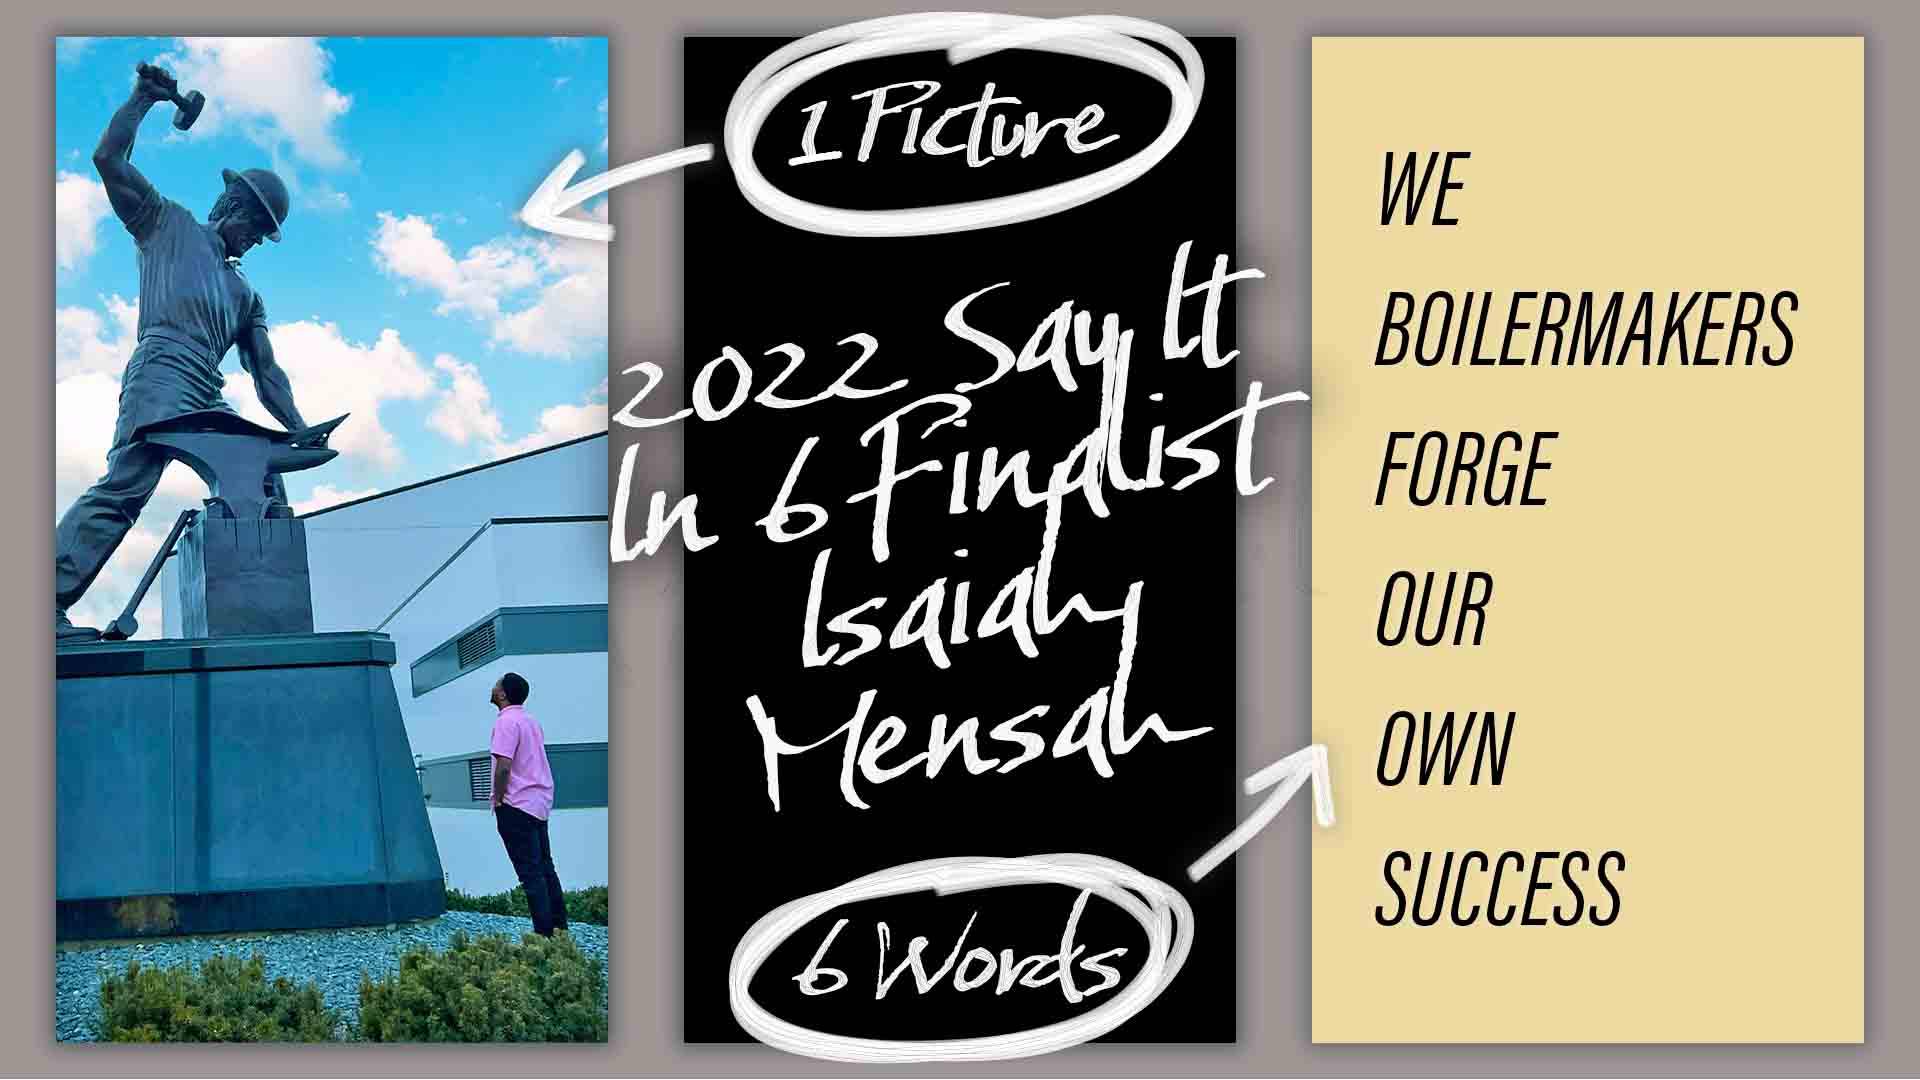 1 Picture
2022 Say It
In 6 Finalist
Isaiah
Mensah
6 Words
WE
BOILERMAKERS
FORGE
OUR
OWN
SUCCESS